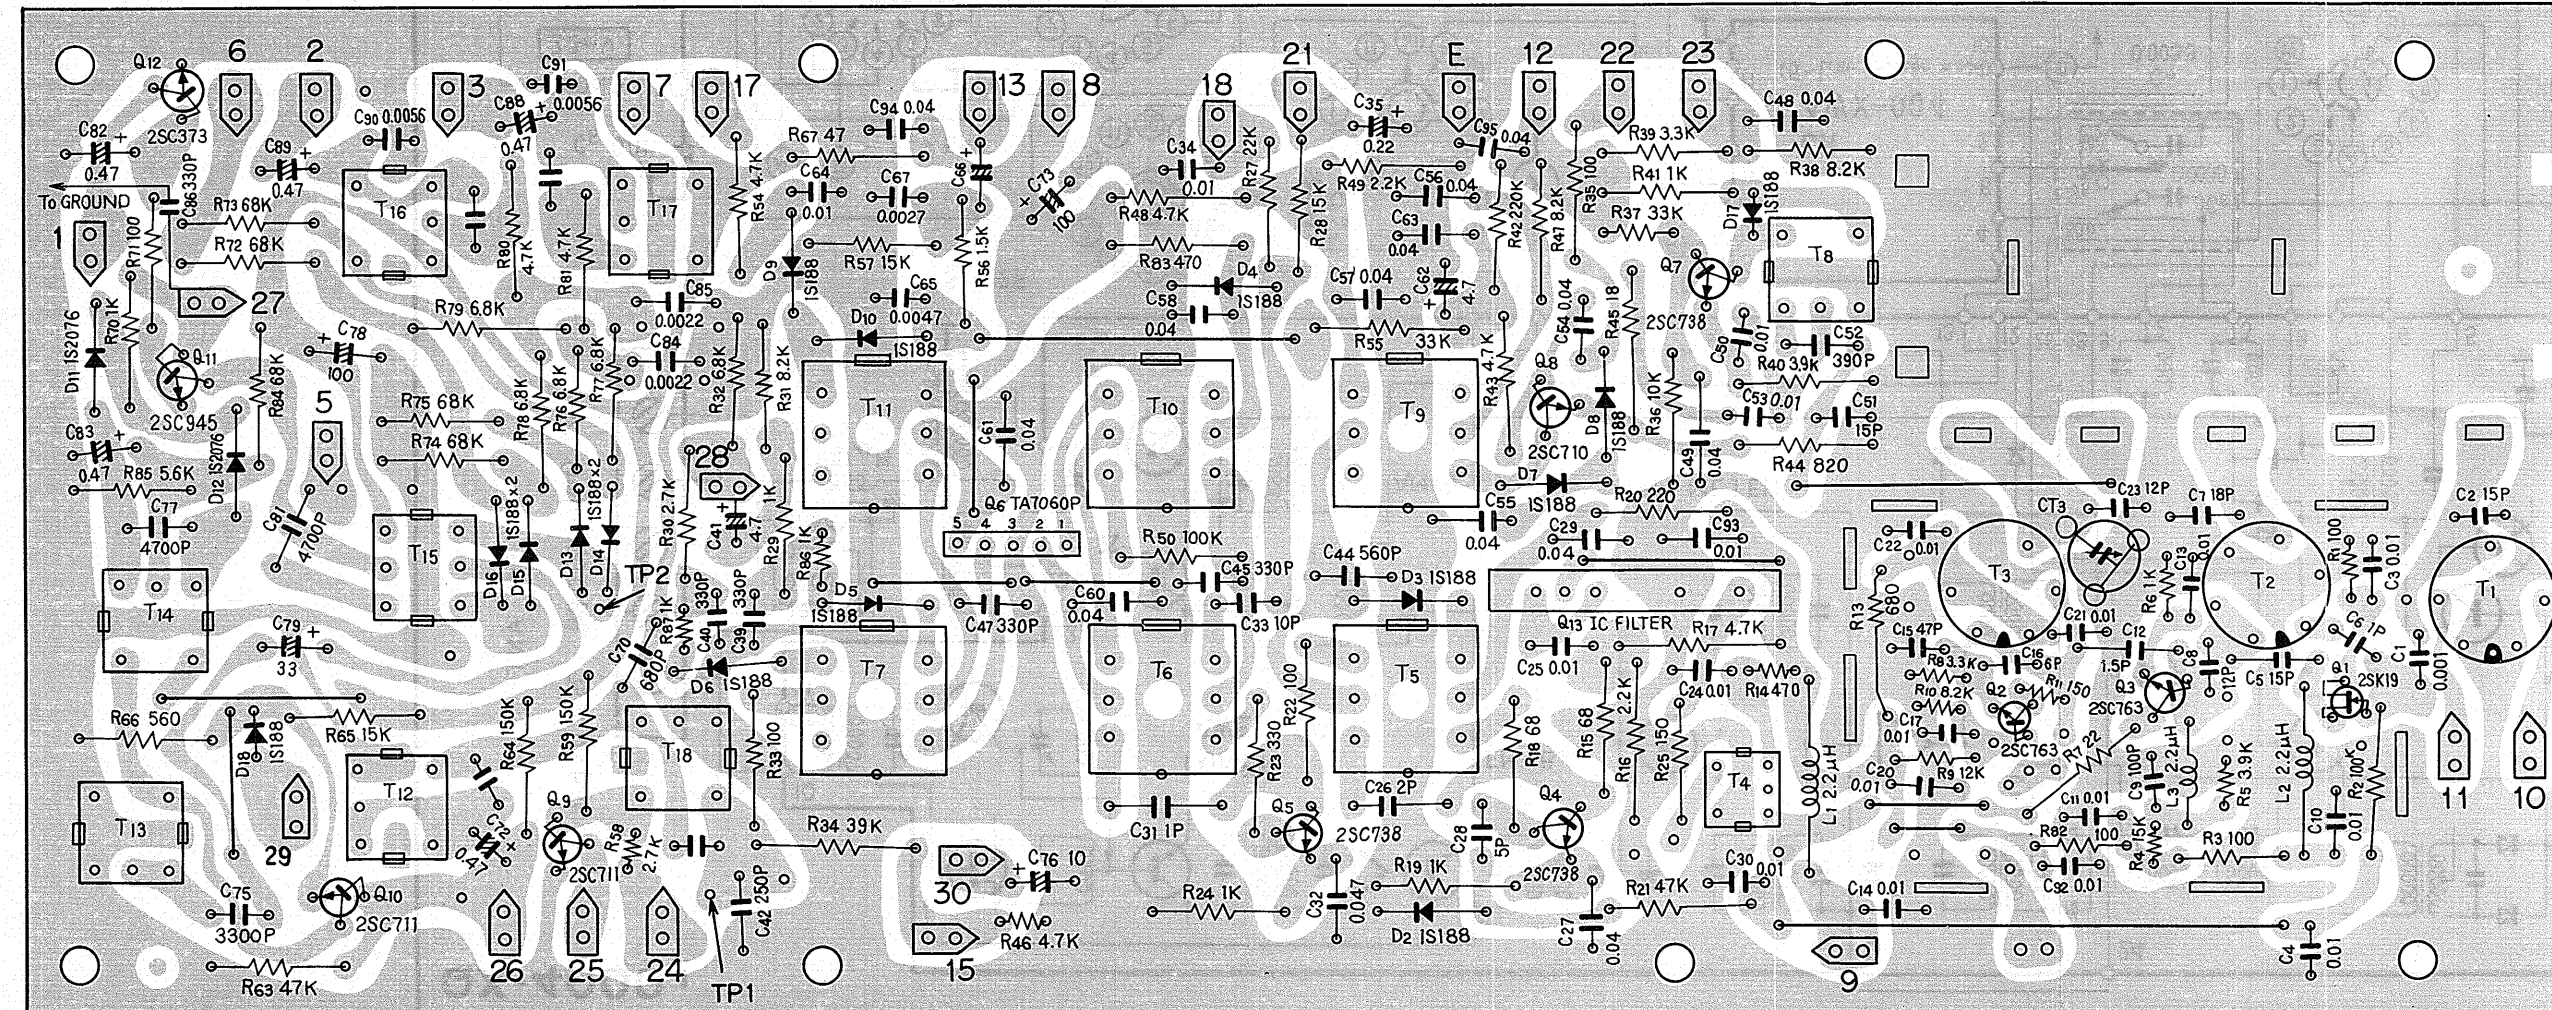 6
2
3
7
17
13
8
18
21
E
12
22
23
Q12
2SC373
C82
0.47
C86 330P
To GROUND
C89
0.47
C90 0.0056
C91
0.0056
C88
0.47
C94 0.04
R67 47
C64
0.01
C67
0.0027
C66
C73
100
C34
0.01
R27 22K
R28 15K
C35
0.22
R49 2.2K
C56 0.04
C95 0.04
C63
0.04
R42 220K
R47 8.2K
R35 100
R39 3.3K
R41 1K
R37 33K
C48 0.04
R38 8.2K
D17
1S188
1
R71 100
R73 68K
R72 68K
T16
R80
4.7K
R81 4.7K
T17
R54 4.7K
D9
1S188
R57 15K
R56 1.5K
R48 4.7K
R83 470
D4
1S188
C57 0.04
C62
4.7
Q7
2SC738
T8
27
R70 1K
D11 1S2076
Q11
2SC945
C78
100
R79 6.8K
C85
0.0022
C84
0.0022
C65
0.0047
D10
1S188
C58
0.04
R55 33K
C54 0.04
R45 18
C50
0.01
C52
390P
R40 3.9K
R84 68K
5
R75 68K
R74 68K
R78 6.8K
R76 6.8K
R77 6.8K
R32 6.8K
R31 8.2K
T11
C61
0.04
T10
T9
R43 4.7K
Q8
2SC710
D8
1S188
R36 10K
C49
0.04
C53 0.01
C51
15P
R44 820
C83
0.47
R85 5.6K
D12 1S2076
C77
4700P
C81
4700P
T15
1S188×2
D16
D15
1S188×2
D13
D14
R30 2.7K
28
C41
4.7
R29 1K
R86 1K
Q6 TA7060P
5 4 3 2 1
R50 100K
C55
0.04
D7
1S188
R20 220
C29
0.04
C93
0.01
C22 0.01
CT3
C23 12P
C7 18P
C2 15P
T14
TP2
R87 1K
C40 330P
C39 330P
D5
1S188
C47 330P
C60
0.04
C45 330P
C33 10P
C44 560P
D3 1S188
Q13 IC FILTER
R13 680
T3
R6 1K
C13 0.01
T2
R1 100
C3 0.01
T1
C79
33
C70
680P
D6 1S188
T7
T6
T5
R22 100
C25 0.01
R17 4.7K
C24 0.01
R14 470
C15 47P
C21 0.01
C12
1.5P
C16
6P
R8 3.3K
R10 8.2K
Q2
2SC763
R11 150
Q3
2SC763
C8
12P
C5 15P
C6 1P
Q1
2SK19
C1
0.001
R66 560
D18
1S188
R65 15K
R64 150K
R59 150K
T18
R33 100
R23 330
R18 68
R15 68
R16 2.2K
R25 150
T4
L1 2.2μH
C17
0.01
R9 12K
C20
0.01
R7 22
C9 100P
L3 2.2μH
R5 3.9K
L2 2.2μH
R2 100K
C10
0.01
11
10
T13
29
T12
C72
0.47
Q9
2SC711
R58
2.7K
R34 39K
C31 1P
Q5
2SC738
C26 2P
C28
5P
Q4
2SC738
C11 0.01
R82
100
R4 15K
R3 100
C92 0.01
C75
3300P
Q10
2SC711
C42 250P
30
C76 10
R24 1K
C32
0.047
R19 1K
D2 1S188
R21 47K
C30
0.01
C27
0.04
C14 0.01
C4
0.01
R63 47K
26
25
24
TP1
15
R46 4.7K
9